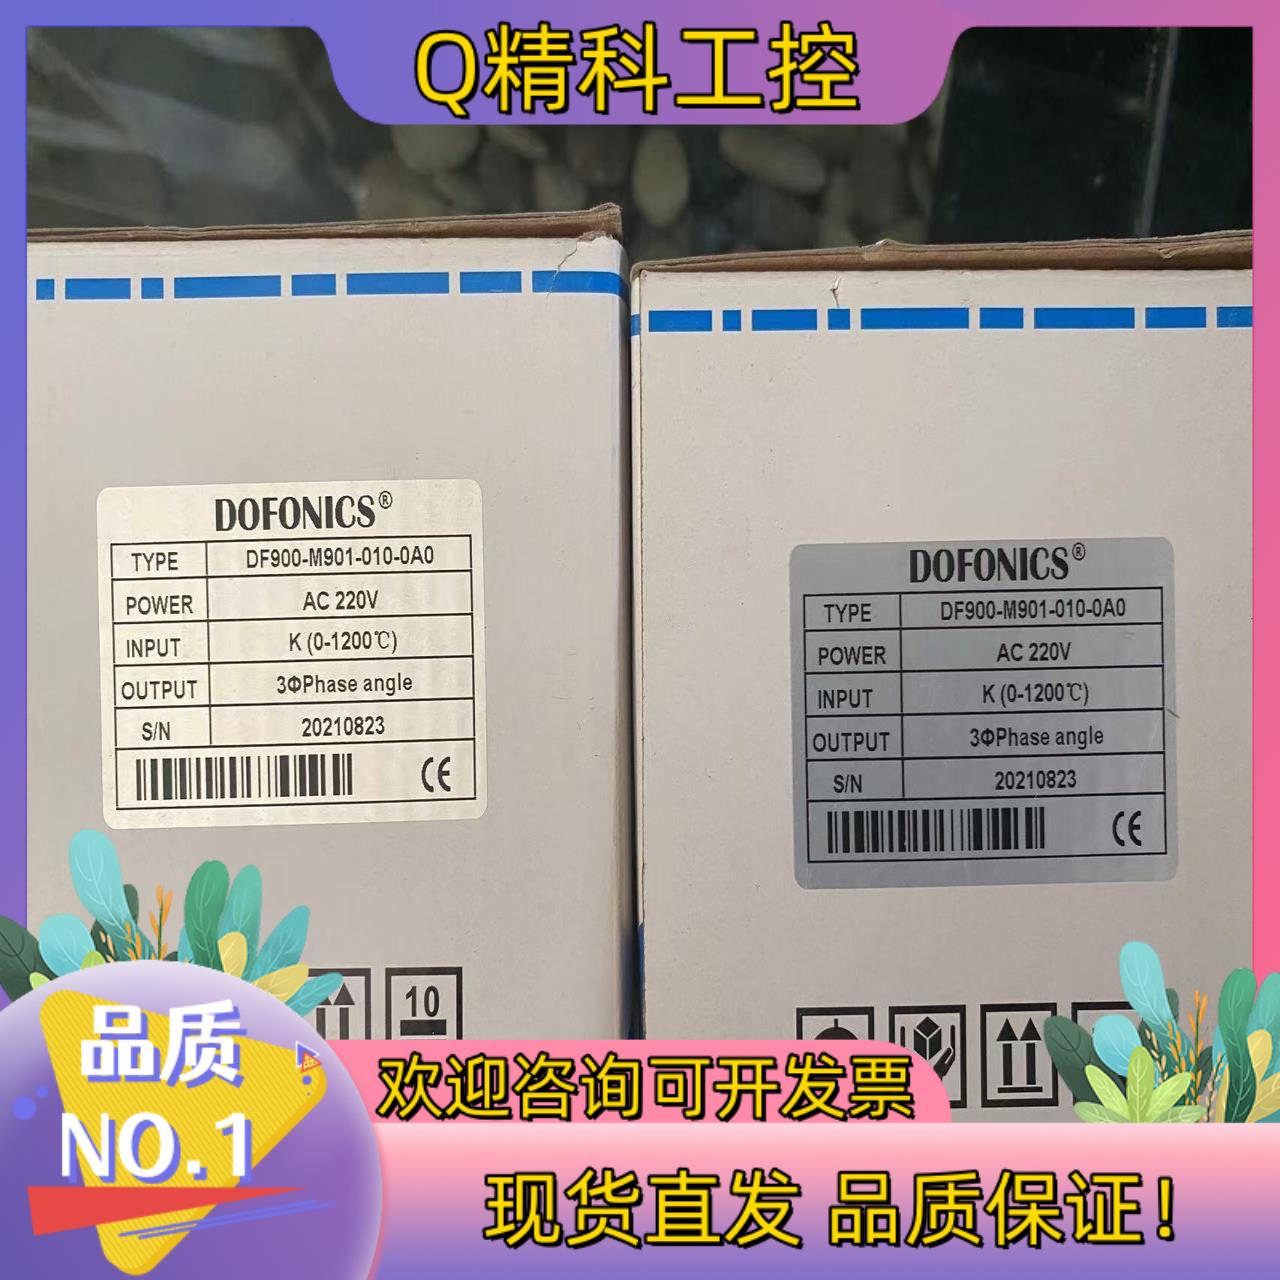 Q精科工控
DOFONICS®
TYPE DF900-M901-010-0A0
POWER AC 220V
INPUT K (0-1200℃)
OUTPUT 3ΦPhase angle
S/N 20210823
CE
DOFONICS®
TYPE DF900-M901-010-0A0
POWER AC 220V
INPUT K (0-1200℃)
OUTPUT 3ΦPhase angle
S/N 20210823
CE
10
品质
NO.1
欢迎咨询可开发票
现货直发 品质保证!